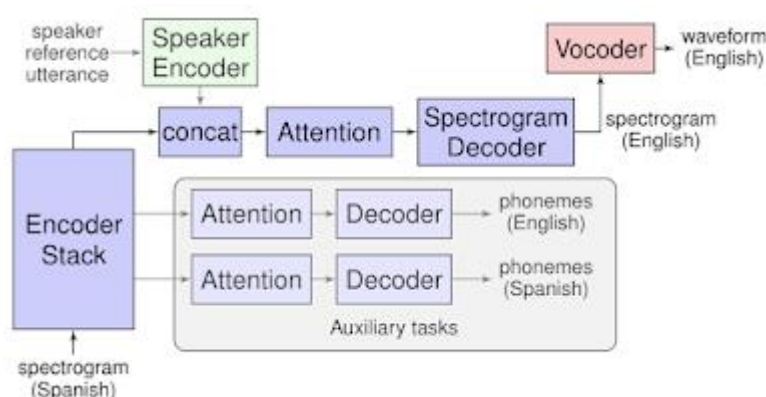 speaker
reference
utterance
Speaker
Encoder
Vocoder
waveform
(English)
concat
Attention
Spectrogram
Decoder
spectrogram
(English)
Encoder
Stack
Attention
Decoder
phonemes
(English)
Attention
Decoder
phonemes
(Spanish)
Auxiliary tasks
spectrogram
(Spanish)